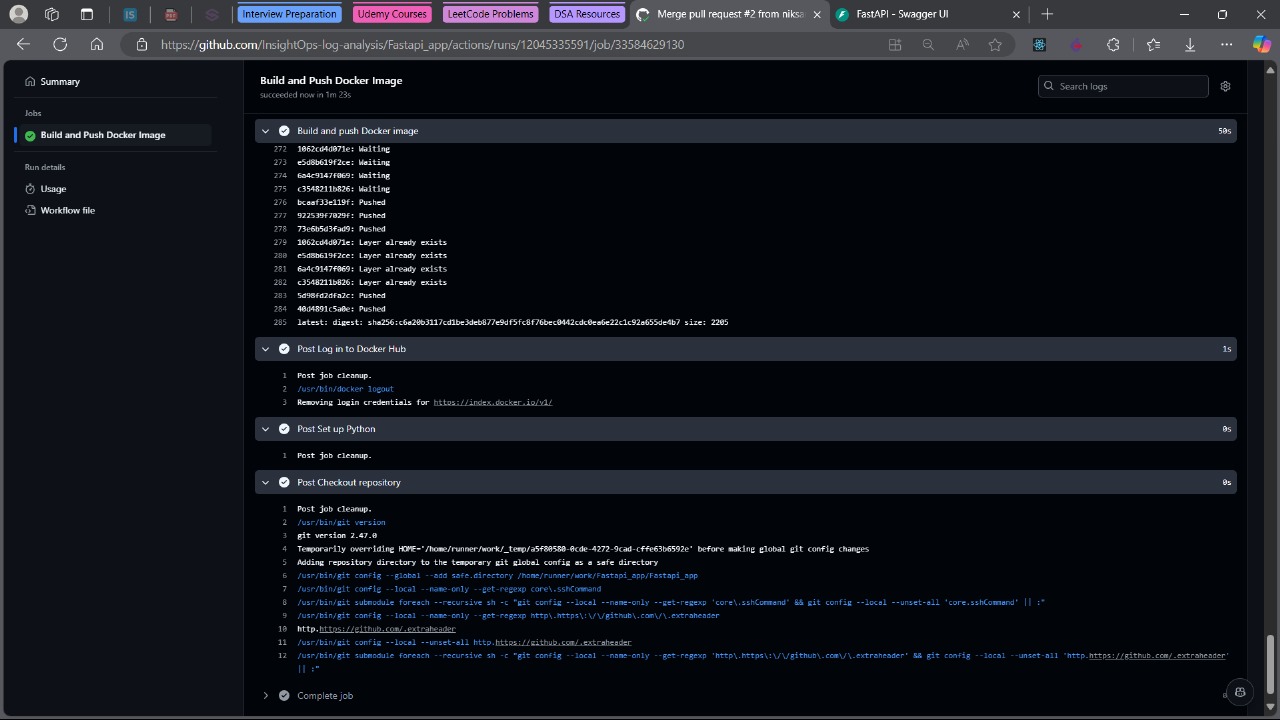 Interview Preparation
Udemy Courses
LeetCode Problems
DSA Resources
Merge pull request #2 from niksa
FastAPI - Swagger UI
https://github.com/InsightOps-log-analysis/Fastapi_app/actions/runs/12045335591/job/33584629130
Summary
Jobs
Build and Push Docker Image
Run details
Usage
Workflow file
Build and Push Docker Image
succeeded now in 1m 23s
Search logs
Build and push Docker image 50s
272 1062cd4d071e: Waiting
273 e5d8b619f2ce: Waiting
274 6a4c9147f069: Waiting
275 c3548211b826: Waiting
276 bcaaf33e119f: Pushed
277 922539f7029f: Pushed
278 73e6b5d3fad9: Pushed
279 1062cd4d071e: Layer already exists
280 e5d8b619f2ce: Layer already exists
281 6a4c9147f069: Layer already exists
282 c3548211b826: Layer already exists
283 5d98fd2dfa2c: Pushed
284 40d4891c5a0e: Pushed
285 latest: digest: sha256:c6a20b3117cd1be3deb877e9df5fc8f76bec0442cdc0ea6e22c1c92a655de4b7 size: 2205
Post Log in to Docker Hub 1s
1 Post job cleanup.
2 /usr/bin/docker logout
3 Removing login credentials for https://index.docker.io/v1/
Post Set up Python 0s
1 Post job cleanup.
Post Checkout repository 0s
1 Post job cleanup.
2 /usr/bin/git version
3 git version 2.47.0
4 Temporarily overriding HOME='/home/runner/work/_temp/a5f80580-0cde-4272-9cad-cffe63b6592e' before making global git config changes
5 Adding repository directory to the temporary git global config as a safe directory
6 /usr/bin/git config --global --add safe.directory /home/runner/work/Fastapi_app/Fastapi_app
7 /usr/bin/git config --local --name-only --get-regexp core\.sshCommand
8 /usr/bin/git submodule foreach --recursive sh -c "git config --local --name-only --get-regexp 'core\.sshCommand' && git config --local --unset-all 'core.sshCommand' || :"
9 /usr/bin/git config --local --name-only --get-regexp http\.https\:\/\/github\.com\/\.extraheader
10 http.https://github.com/.extraheader
11 /usr/bin/git config --local --unset-all http.https://github.com/.extraheader
12 /usr/bin/git submodule foreach --recursive sh -c "git config --local --name-only --get-regexp 'http\.https\:\/\/github\.com\/\.extraheader' && git config --local --unset-all 'http.https://github.com/.extraheader'
|| :"
Complete job